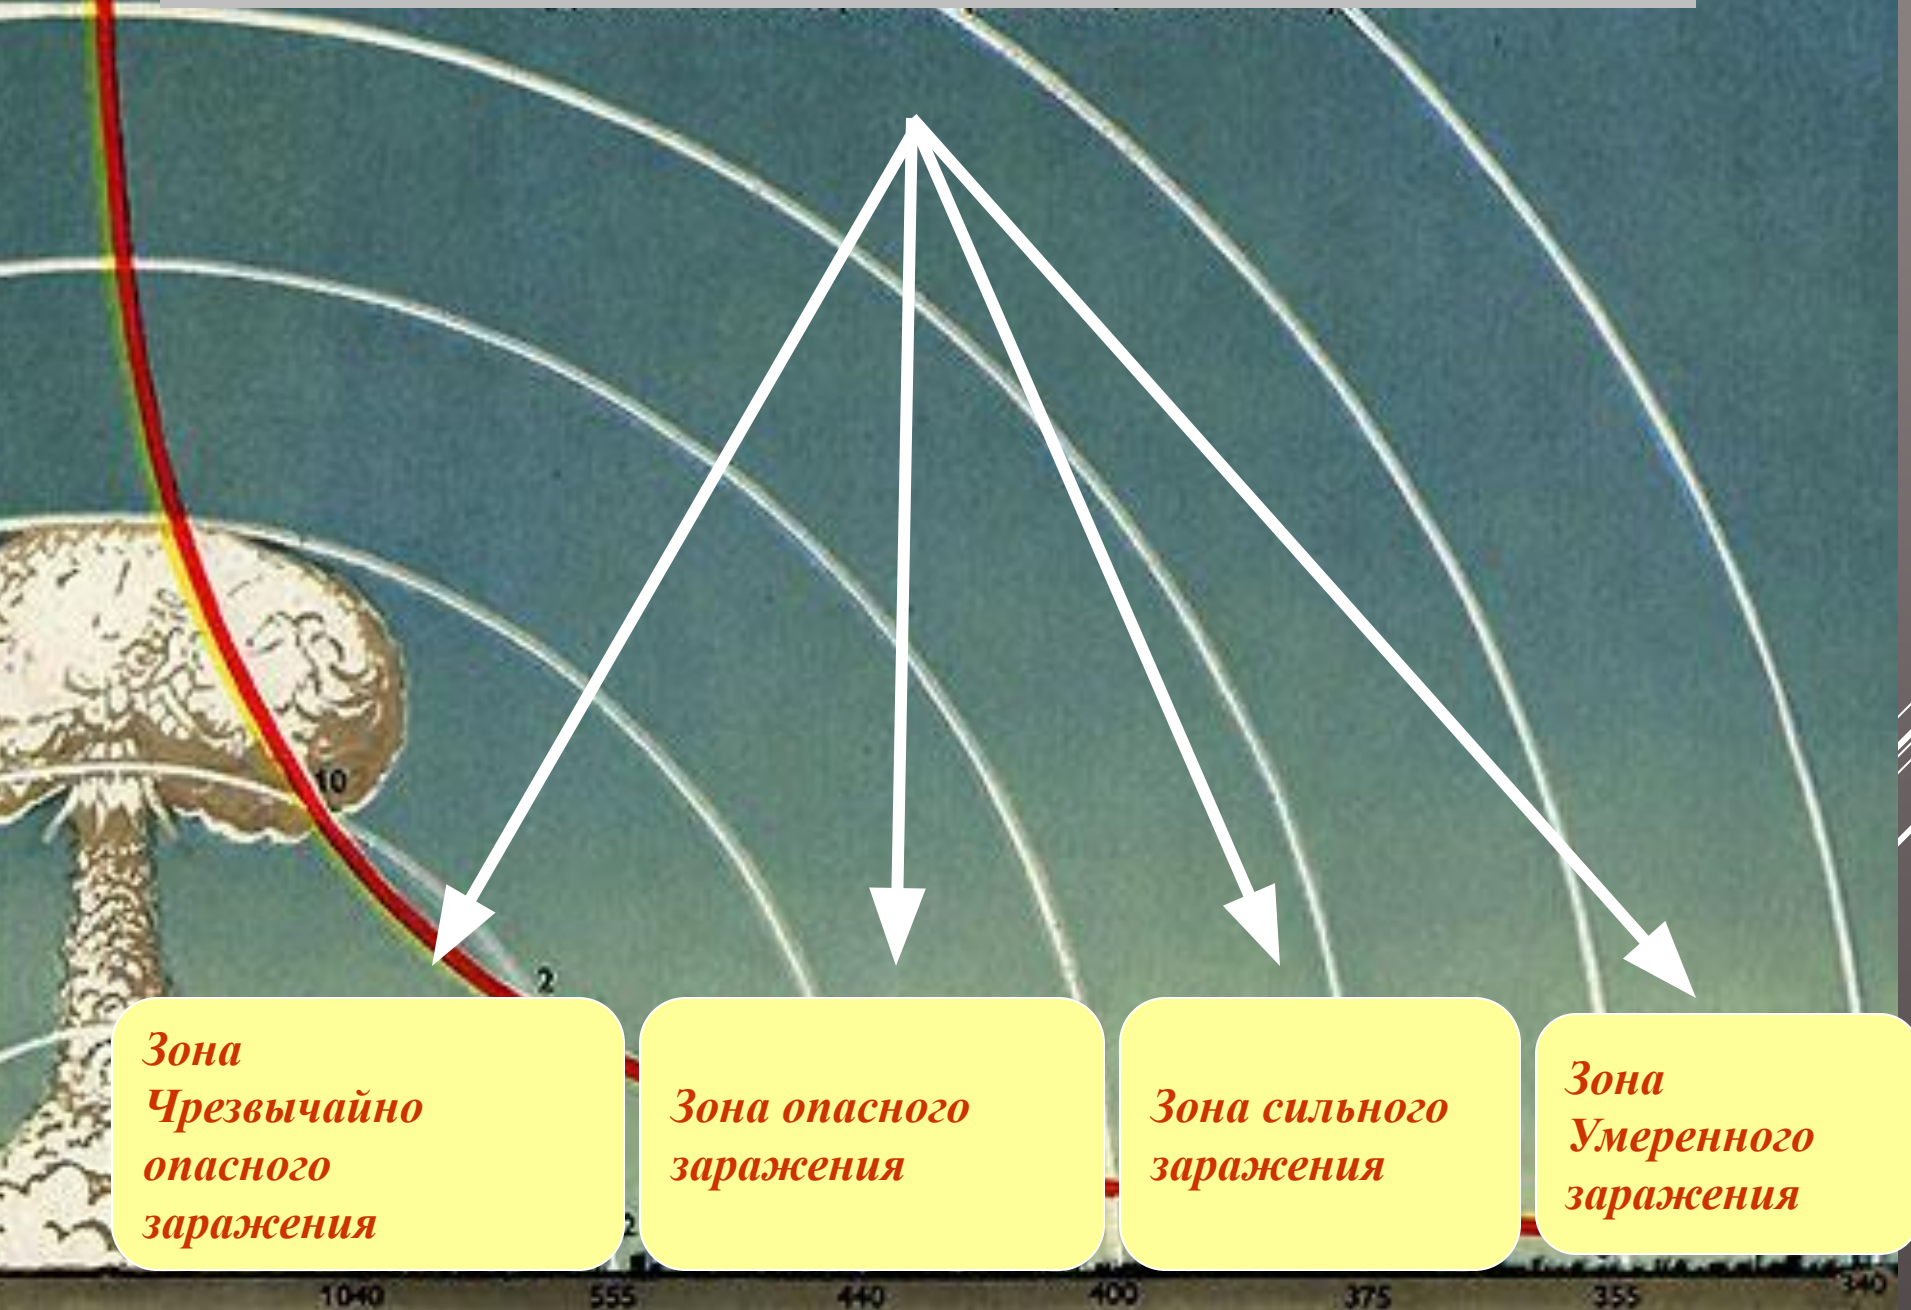 10
2
Зона
Чрезвычайно
опасного
заражения
Зона опасного
заражения
Зона сильного
заражения
Зона
Умеренного
заражения
2
1040 555 440 400 375 355 340